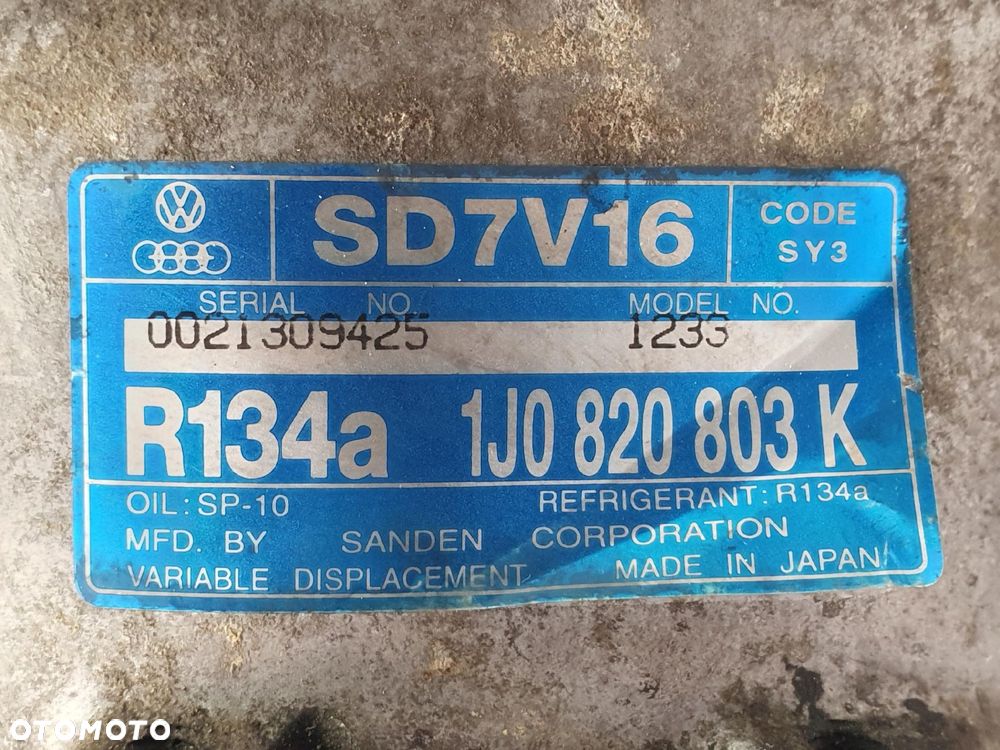 SD7V16
CODE
SY3
SERIAL NO. MODEL NO.
0021309425 1233
R134a 1J0 820 803 K
OIL: SP-10 REFRIGERANT: R134a
MFD. BY SANDEN CORPORATION
VARIABLE DISPLACEMENT MADE IN JAPAN
OTOMOTO